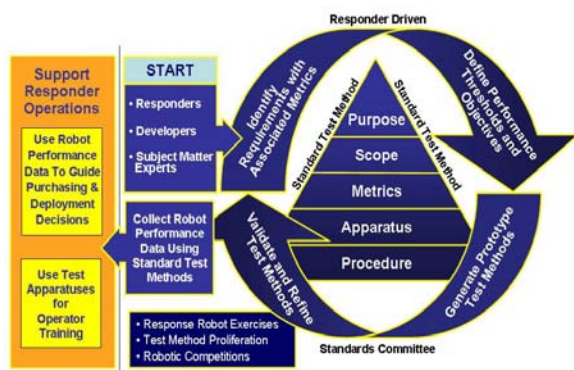 Responder Driven
Support
Responder
Operations
Use Robot
Performance
Data To Guide
Purchasing &
Deployment
Decisions
Use Test
Apparatuses
for
Operator
Training
START
• Responders
• Developers
• Subject Matter
Experts
Collect Robot
Performance
Data Using
Standard Test
Methods
• Response Robot Exercises
• Test Method Proliferation
• Robotic Competitions
Identify
Requirements with
Associated Metrics
Define Performance
Thresholds and
Objectives
Generate Prototype
Test Methods
Validate and Refine
Test Methods
Standard Test Method
Standard Test Method
Purpose
Scope
Metrics
Apparatus
Procedure
Standards Committee